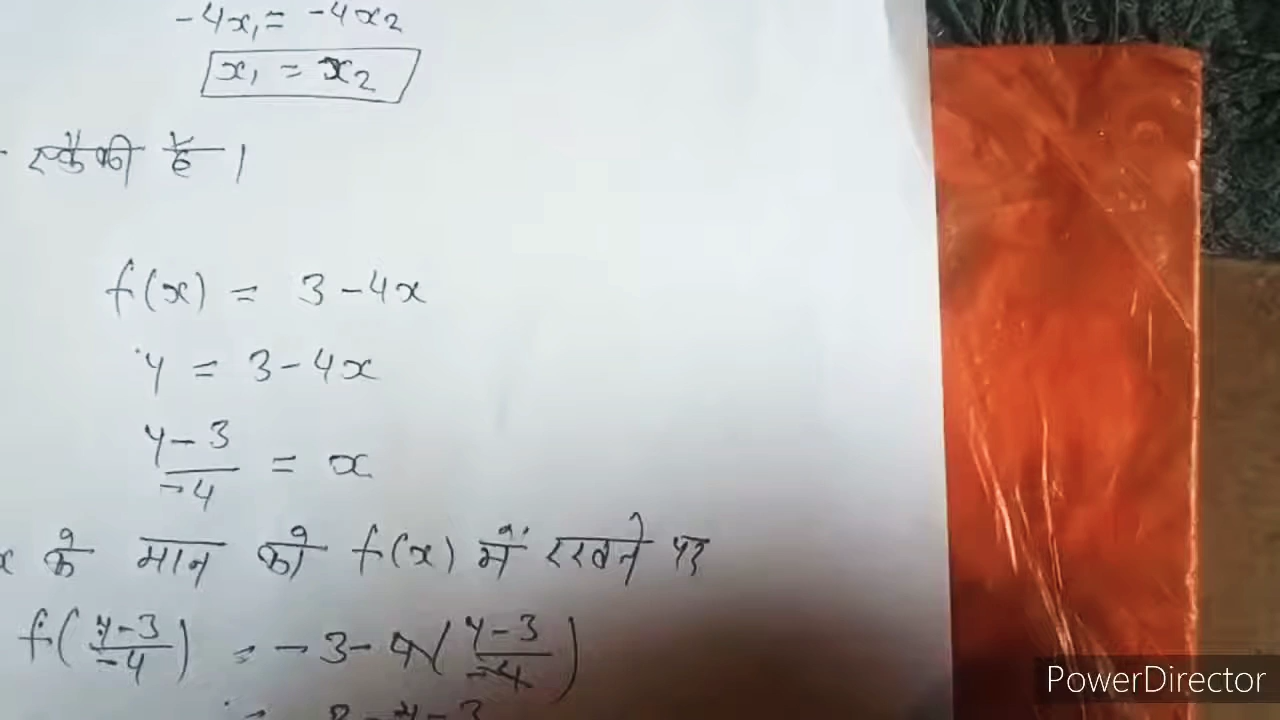 -4x₁ = -4x₂
x₁ = x₂
एकैकी है।
f(x) = 3-4x
y = 3-4x
y-3/-4 = x
x के मान को f(x) में रखने पर
f(y-3/-4) = -3-4(y-3/-4)
PowerDirector